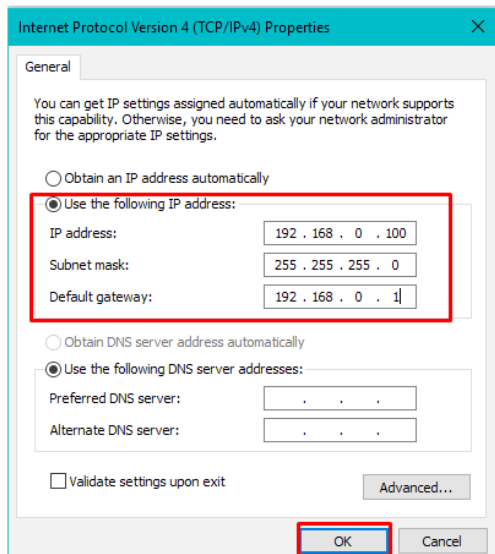 Internet Protocol Version 4 (TCP/IPv4) Properties
General
You can get IP settings assigned automatically if your network supports
this capability. Otherwise, you need to ask your network administrator
for the appropriate IP settings.
Obtain an IP address automatically
Use the following IP address:
IP address: 192 . 168 . 0 . 100
Subnet mask: 255 . 255 . 255 . 0
Default gateway: 192 . 168 . 0 . 1
Obtain DNS server address automatically
Use the following DNS server addresses:
Preferred DNS server: . . .
Alternate DNS server: . . .
Validate settings upon exit
Advanced...
OK Cancel